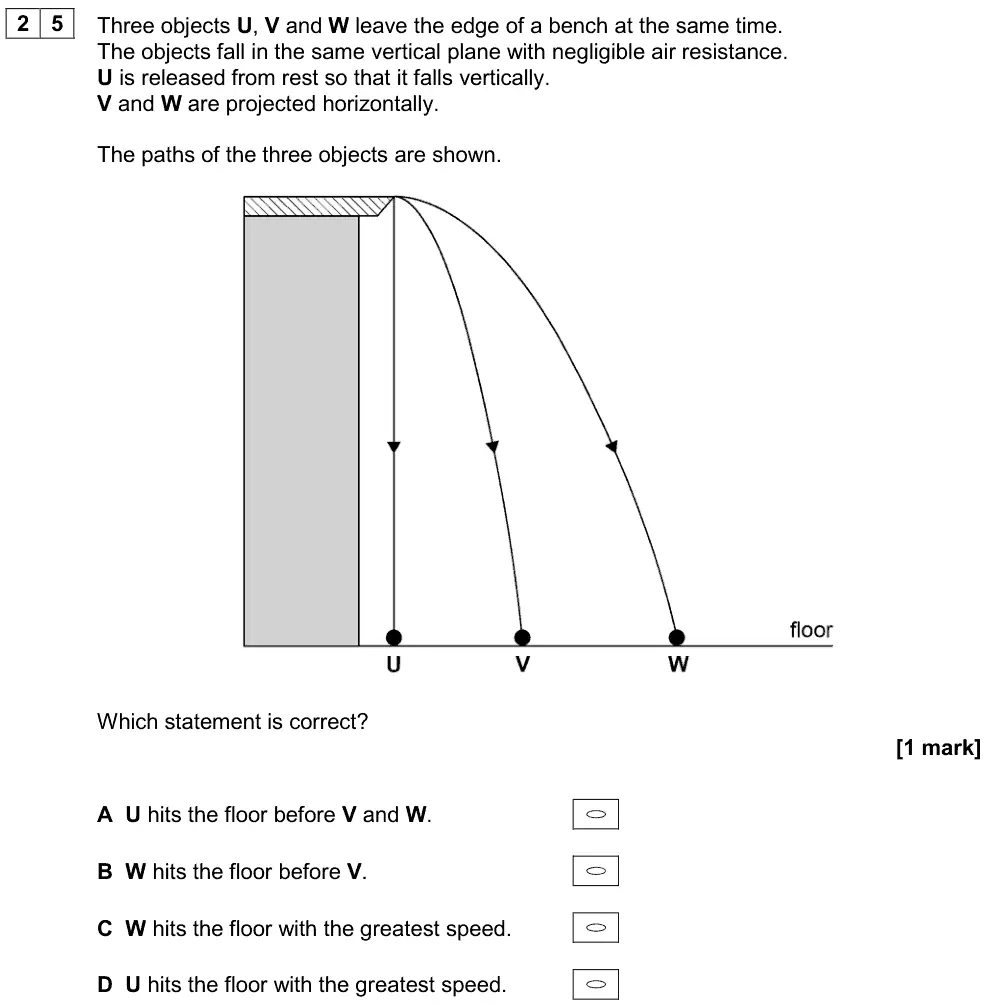 2 5 Three objects U, V and W leave the edge of a bench at the same time.
The objects fall in the same vertical plane with negligible air resistance.
U is released from rest so that it falls vertically.
V and W are projected horizontally.
The paths of the three objects are shown.
floor
U V W
Which statement is correct?
[1 mark]
A U hits the floor before V and W.
B W hits the floor before V.
C W hits the floor with the greatest speed.
D U hits the floor with the greatest speed.